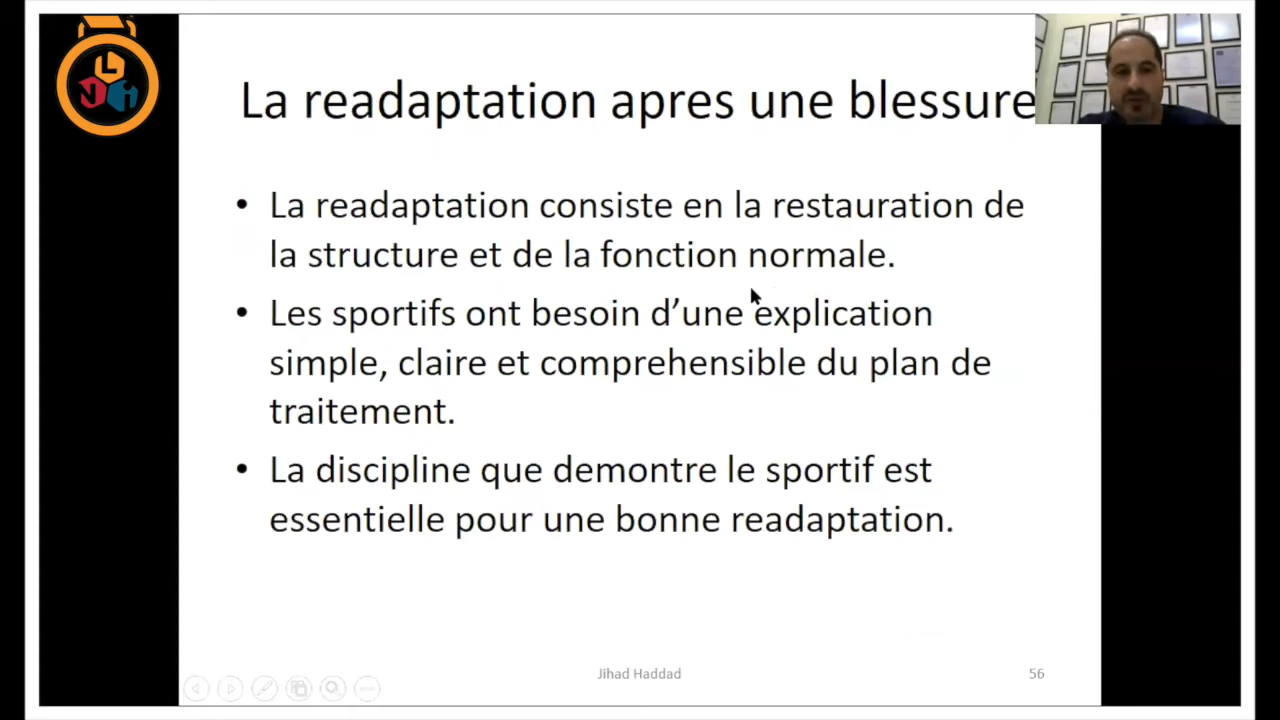 La readaptation apres une blessure
• La readaptation consiste en la restauration de
la structure et de la fonction normale.
• Les sportifs ont besoin d’une explication
simple, claire et comprehensible du plan de
traitement.
• La discipline que demontre le sportif est
essentielle pour une bonne readaptation.
Jihad Haddad
56